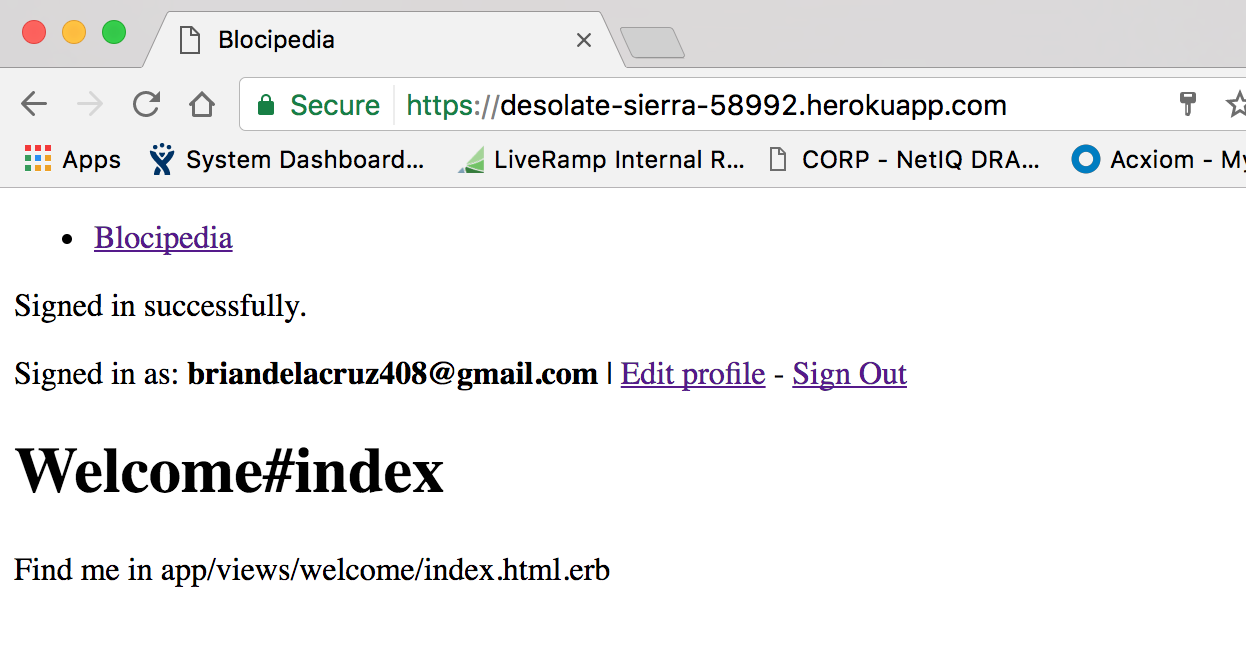 Blocipedia
Secure https://desolate-sierra-58992.herokuapp.com
Apps System Dashboard... LiveRamp Internal R... CORP - NetIQ DRA... Acxiom - My
• Blocipedia
Signed in successfully.
Signed in as: briandelacruz408@gmail.com | Edit profile - Sign Out
Welcome#index
Find me in app/views/welcome/index.html.erb